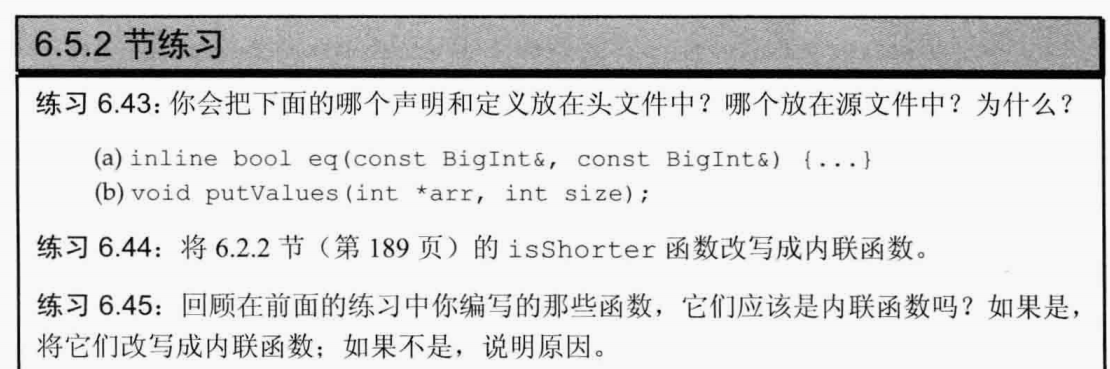 6.5.2 节练习
练习 6.43：你会把下面的哪个声明和定义放在头文件中？哪个放在源文件中？为什么？
(a) inline bool eq(const BigInt&, const BigInt&) {...}
(b) void putValues(int *arr, int size);
练习 6.44：将 6.2.2 节（第 189 页）的 isShorter 函数改写成内联函数。
练习 6.45：回顾在前面的练习中你编写的那些函数，它们应该是内联函数吗？如果是，
将它们改写成内联函数；如果不是，说明原因。